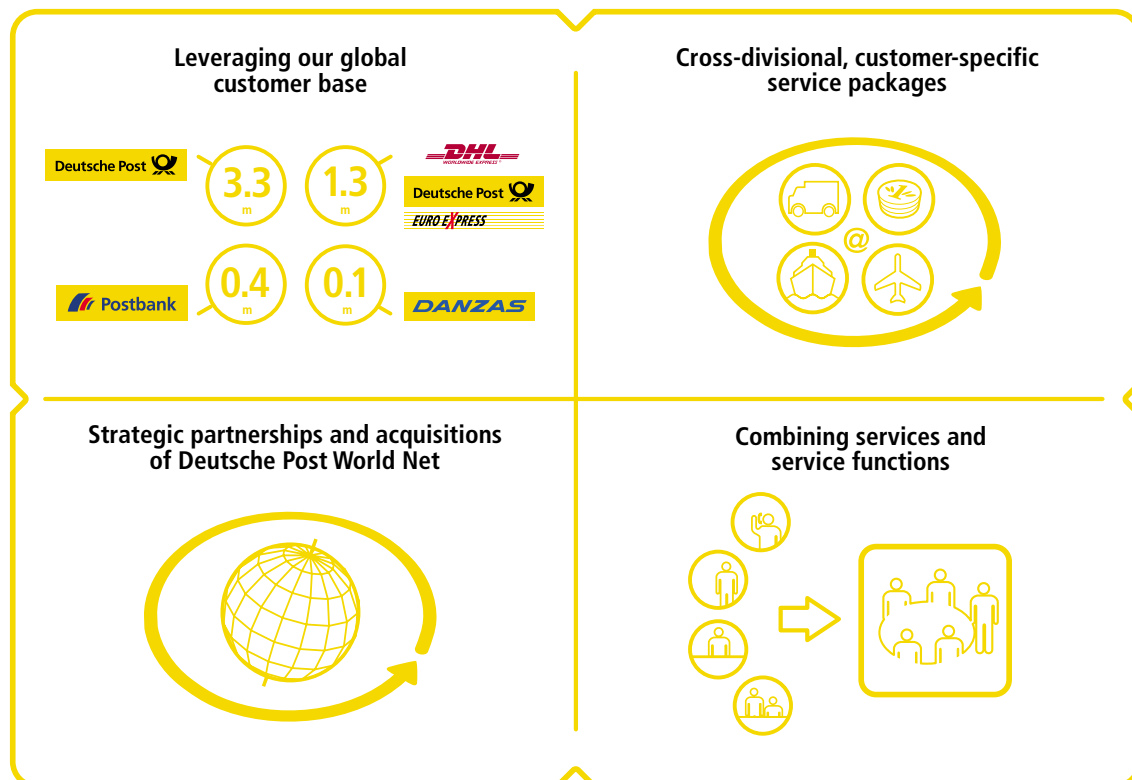 Leveraging our global
customer base
Deutsche Post
3.3
m
1.3
m
DHL
WORLDWIDE EXPRESS®
Deutsche Post
EURO EXPRESS
Postbank
0.4
m
0.1
m
DANZAS
Cross-divisional, customer-specific
service packages
@
Strategic partnerships and acquisitions
of Deutsche Post World Net
Combining services and
service functions